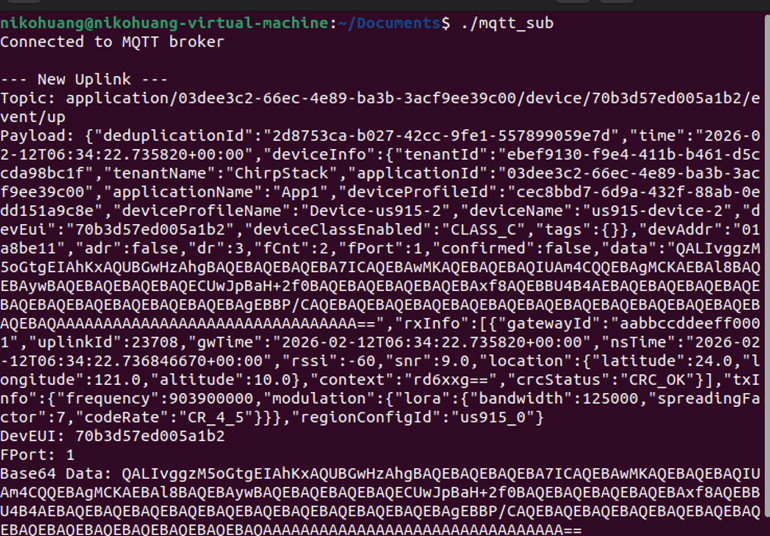 nikohuang@nikohuang-virtual-machine:~/Documents$ ./mqtt_sub
Connected to MQTT broker
--- New Uplink ---
Topic: application/03dee3c2-66ec-4e89-ba3b-3acf9ee39c00/device/70b3d57ed005a1b2/e
vent/up
Payload: {"deduplicationId":"2d8753ca-b027-42cc-9fe1-557899059e7d","time":"2026-0
2-12T06:34:22.735820+00:00","deviceInfo":{"tenantId":"ebef9130-f9e4-411b-b461-d5c
cda98bc1f","tenantName":"ChirpStack","applicationId":"03dee3c2-66ec-4e89-ba3b-3ac
f9ee39c00","applicationName":"App1","deviceProfileId":"cec8bbd7-6d9a-432f-88ab-0e
dd151a9c8e","deviceProfileName":"Device-us915-2","deviceName":"us915-device-2","d
evEui":"70b3d57ed005a1b2","deviceClassEnabled":"CLASS_C","tags":{}},"devAddr":"01
a8be11","adr":false,"dr":3,"fCnt":2,"fPort":1,"confirmed":false,"data":"QALIvggzM
5oGtgEIAhKxAQUBGwHzAhgBAQEBAQEBAQEBA7ICAQEBAwMKAQEBAQEBAQIUAm4CQQEBAgMCKAEBAl8BAQ
EBAywBAQEBAQEBAQECUwJpBaH+2f0BAQEBAQEBAQEBAxf8AQEBBU4B4AEBAQEBAQEBAQEBAQEBAQEBAQ
EBAQEBAQEBAQEBAQEBAQEBAgEBBP/CAQEBAQEBAQEBAQEBAQEBAQEBAQEBAQEBAQEBAQEBAQEBAQEB
AQEBAQAAAAAAAAAAAAAAAAAAAAAAAAAAAAAAAA==","rxInfo":[{"gatewayId":"aabbccddeeff000
1","uplinkId":23708,"gwTime":"2026-02-12T06:34:22.735820+00:00","nsTime":"2026-02
-12T06:34:22.736846670+00:00","rssi":-60,"snr":9.0,"location":{"latitude":24.0,"l
ongitude":121.0,"altitude":10.0},"context":"rd6xxg==","crcStatus":"CRC_OK"}],"txI
nfo":{"frequency":903900000,"modulation":{"lora":{"bandwidth":125000,"spreadingFa
ctor":7,"codeRate":"CR_4_5"}}},"regionConfigId":"us915_0"}
DevEUI: 70b3d57ed005a1b2
FPort: 1
Base64 Data: QALIvggzM5oGtgEIAhKxAQUBGwHzAhgBAQEBAQEBAQEBA7ICAQEBAwMKAQEBAQEBAQIU
Am4CQQEBAgMCKAEBAl8BAQEBAywBAQEBAQEBAQECUwJpBaH+2f0BAQEBAQEBAQEBAxf8AQEBB
U4B4AEBAQEBAQEBAQEBAQEBAQEBAQEBAQEBAQEBAQEBAQEBAgEBBP/CAQEBAQEBAQEBAQEBAQEBAQ
EBAQEBAQEBAQEBAQEBAQEBAQEBAQAAAAAAAAAAAAAAAAAAAAAAAAAAAAAAAA==